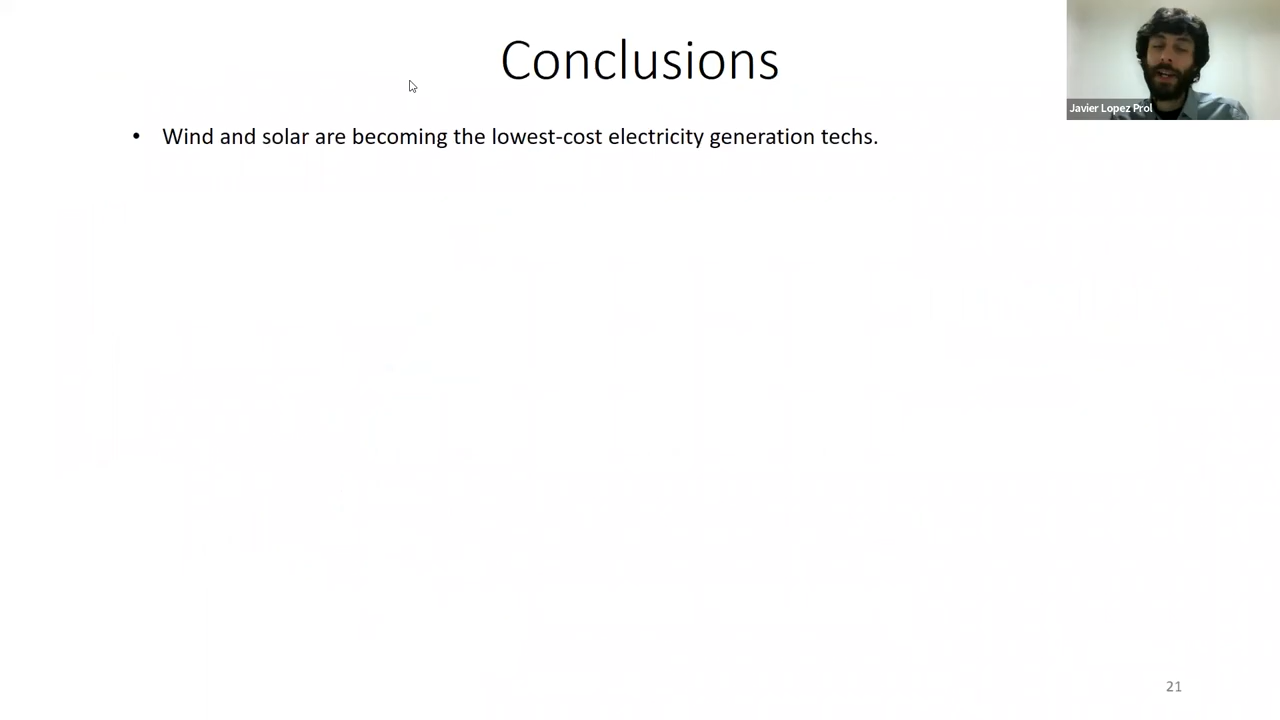 Conclusions
Javier Lopez Prol
• Wind and solar are becoming the lowest-cost electricity generation techs.
21